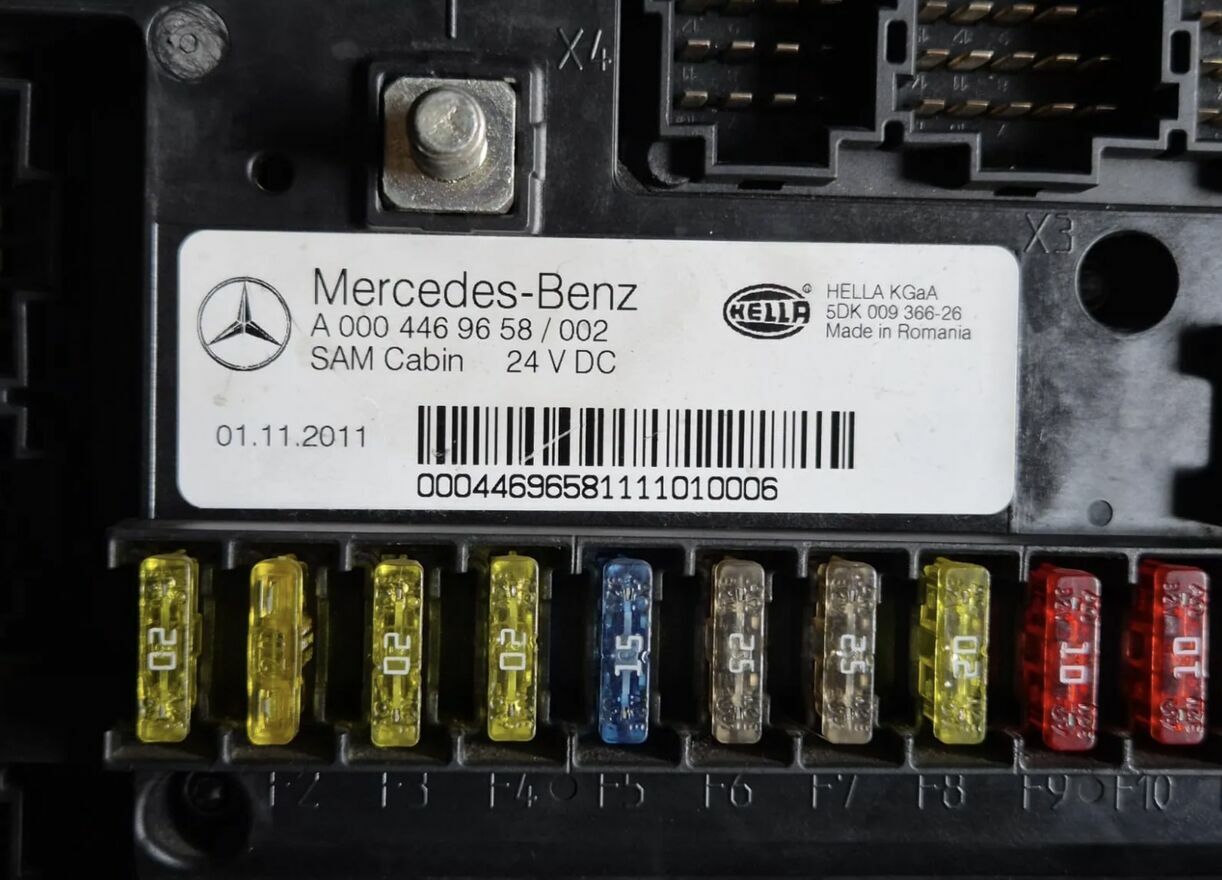 X4
X3
Mercedes-Benz
A 000 446 96 58 / 002
SAM Cabin 24 V DC
HELLA
HELLA KGaA
5DK 009 366-26
Made in Romania
01.11.2011
00044696581111010006
20
20
20
15
25
25
20
10
10
F2 F3 F4 F5 F6 F7 F8 F9 F10